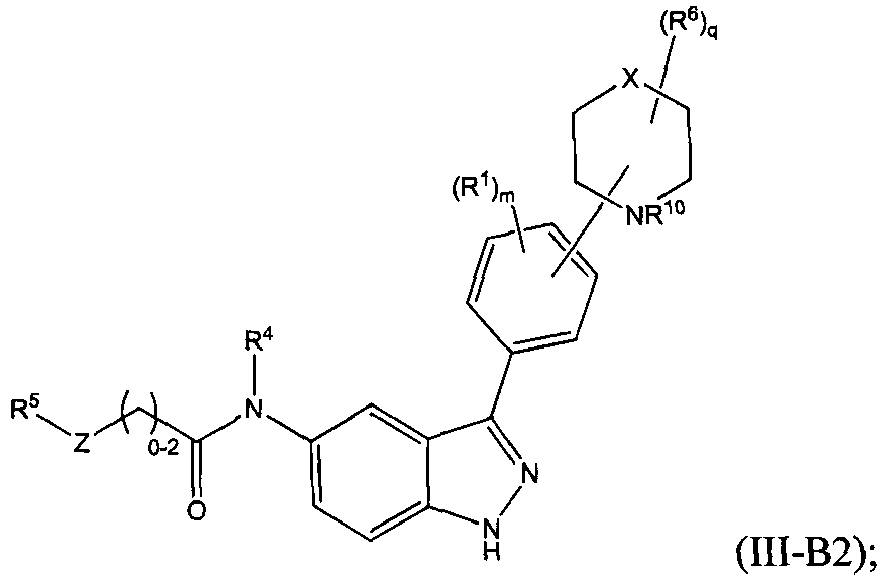 (R⁶)q
X
(R¹)m
NR¹⁰
R⁴
R⁵
Z
( )0-2
N
O
N
N
H
(III-B2);